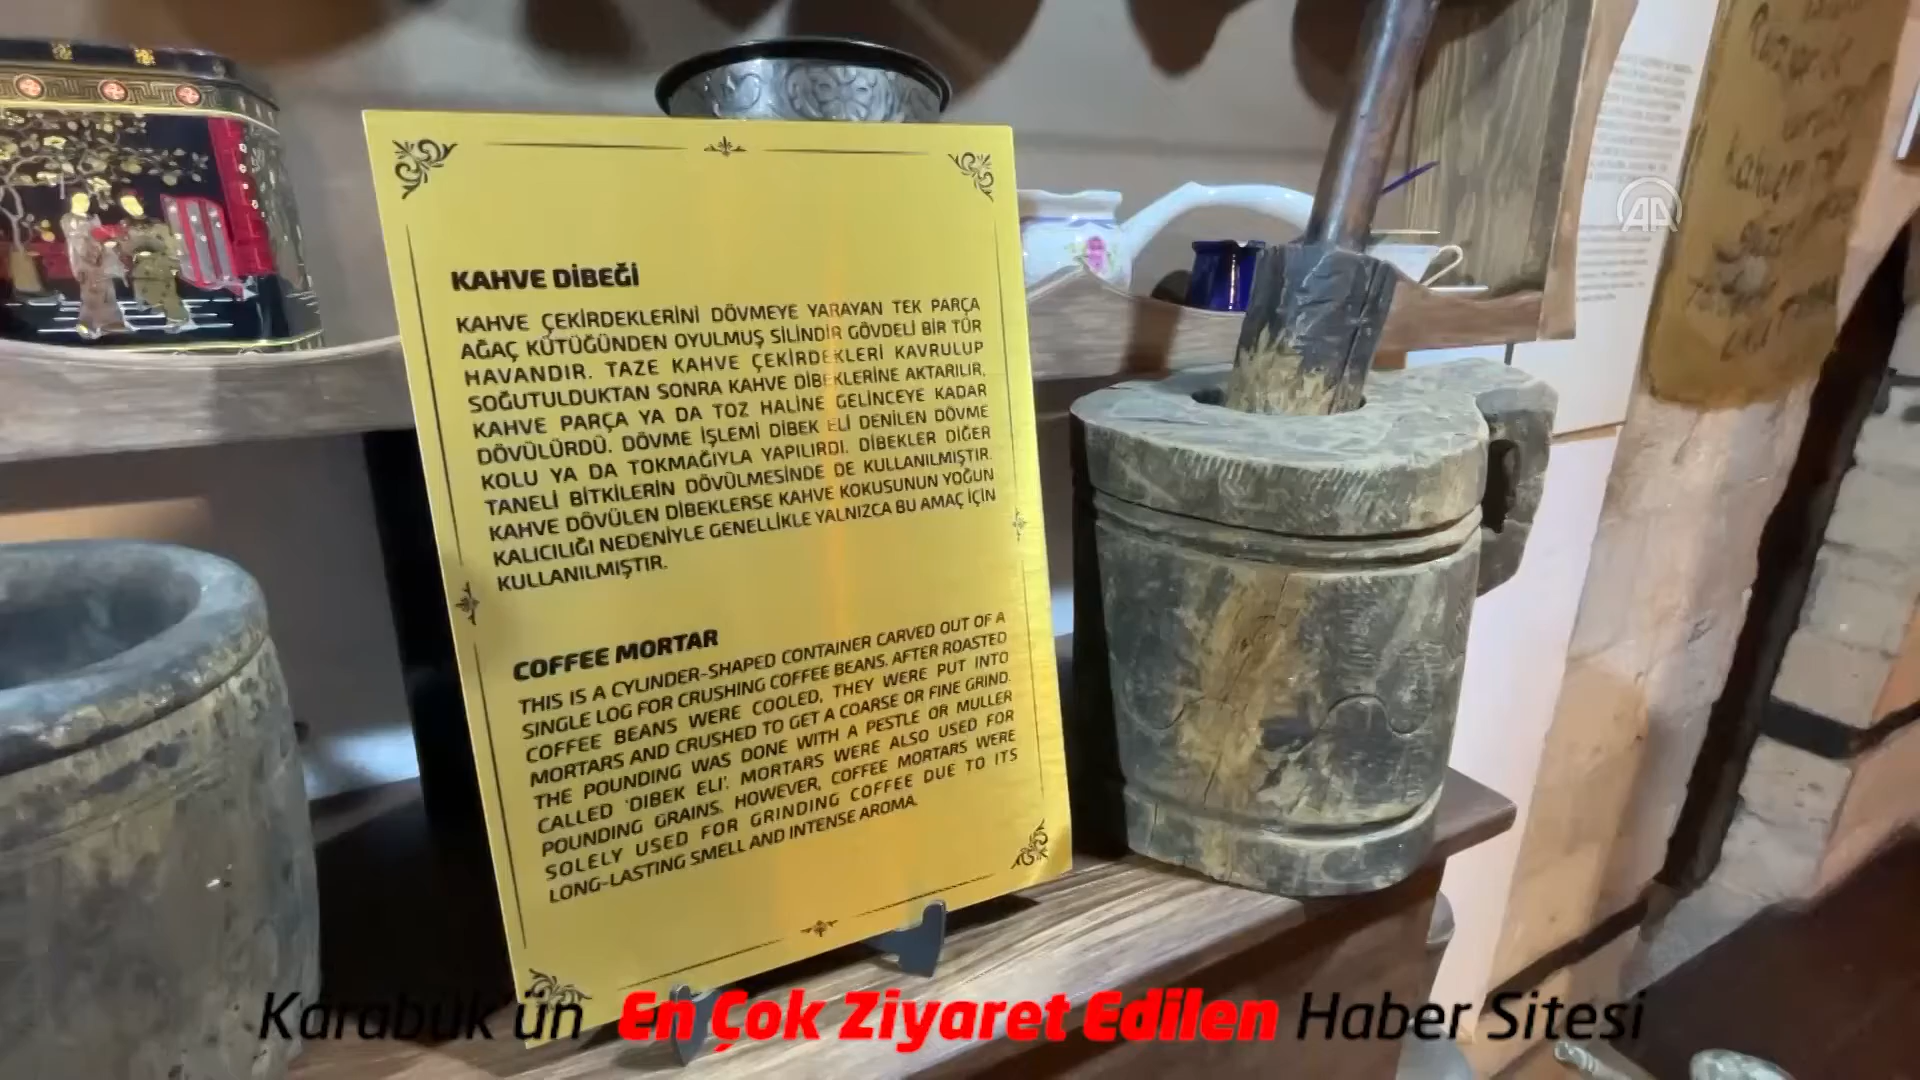 KAHVE DİBEĞİ
KAHVE ÇEKİRDEKLERİNİ DÖVMEYE YARAYAN TEK PARÇA
AĞAÇ KÜTÜĞÜNDEN OYULMUŞ SİLİNDİR GÖVDELİ BİR TÜR
HAVANDIR. TAZE KAHVE ÇEKİRDEKLERİ KAVRULUP
SOĞUTULDUKTAN SONRA KAHVE DİBEKLERİNE AKTARILIR,
KAHVE PARÇA YA DA TOZ HALİNE GELİNCEYE KADAR
DÖVÜLÜRDÜ. DÖVME İŞLEMİ DİBEK ELİ DENİLEN DÖVME
KOLU YA DA TOKMAĞIYLA YAPILIRDI. DİBEKLER DİĞER
TANELİ BİTKİLERİN DÖVÜLMESİNDE DE KULLANILMIŞTIR.
KAHVE DÖVÜLEN DİBEKLERSE KAHVE KOKUSUNUN YOĞUN
KALICILIĞI NEDENİYLE GENELLİKLE YALNIZCA BU AMAÇ İÇİN
KULLANILMIŞTIR.
COFFEE MORTAR
THIS IS A CYLINDER-SHAPED CONTAINER CARVED OUT OF A
SINGLE LOG FOR CRUSHING COFFEE BEANS. AFTER ROASTED
COFFEE BEANS WERE COOLED, THEY WERE PUT INTO
MORTARS AND CRUSHED TO GET A COARSE OR FINE GRIND.
THE POUNDING WAS DONE WITH A PESTLE OR MULLER
CALLED 'DIBEK ELI'. MORTARS WERE ALSO USED FOR
POUNDING GRAINS. HOWEVER, COFFEE MORTARS WERE
SOLELY USED FOR GRINDING COFFEE DUE TO ITS
LONG-LASTING SMELL AND INTENSE AROMA.
AA
Karabük'ün En Çok Ziyaret Edilen Haber Sitesi